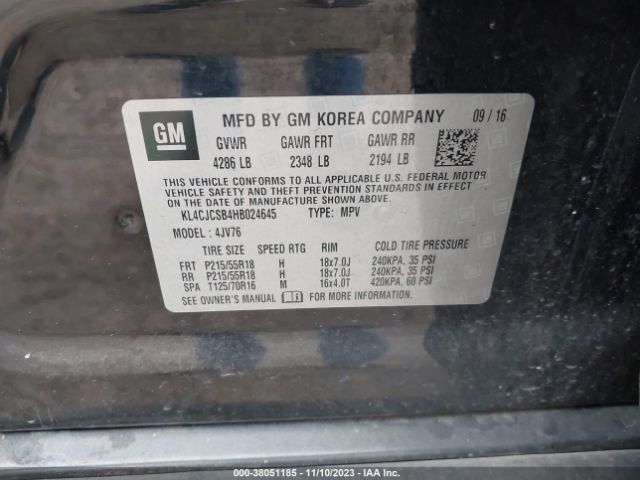 GM
MFD BY GM KOREA COMPANY 09/16
GVWR GAWR FRT GAWR RR
4286 LB 2348 LB 2194 LB
THIS VEHICLE CONFORMS TO ALL APPLICABLE U.S. FEDERAL MOTOR
VEHICLE SAFETY AND THEFT PREVENTION STANDARDS IN EFFECT
ON THE DATE OF MANUFACTURE SHOWN ABOVE.
KL4CJCSB4HB024645 TYPE: MPV
MODEL: 4JV76
TIRE SIZE SPEED RTG RIM COLD TIRE PRESSURE
FRT P215/55R18 H 18x7.0J 240KPA, 35 PSI
RR P215/55R18 H 18x7.0J 240KPA, 35 PSI
SPA T125/70R16 M 16x4.0T 420KPA, 60 PSI
SEE OWNER'S MANUAL FOR MORE INFORMATION.
000-38051185 - 11/10/2023 - IAA Inc.